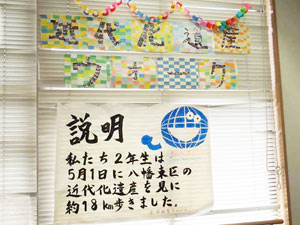 近代化遺産
ウォーク
説明
私たち2年生は
5月1日に八幡東区の
近代化遺産を見に
約18km歩きました。